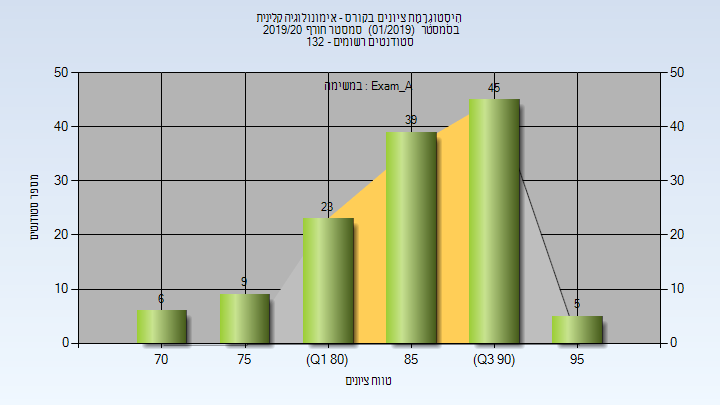 היסטוגרמת ציונים בקורס - אימונולוגיה קלינית
בסמסטר (01/2019) סמסטר חורף 2019/20
סטודנטים רשומים - 132
במשימה : Exam_A
50 50
40 40
30 30
20 20
10 10
0 0
6 9 23 39 45 5
70 75 (Q1 80) 85 (Q3 90) 95
מספר סטודנטים
טווח ציונים